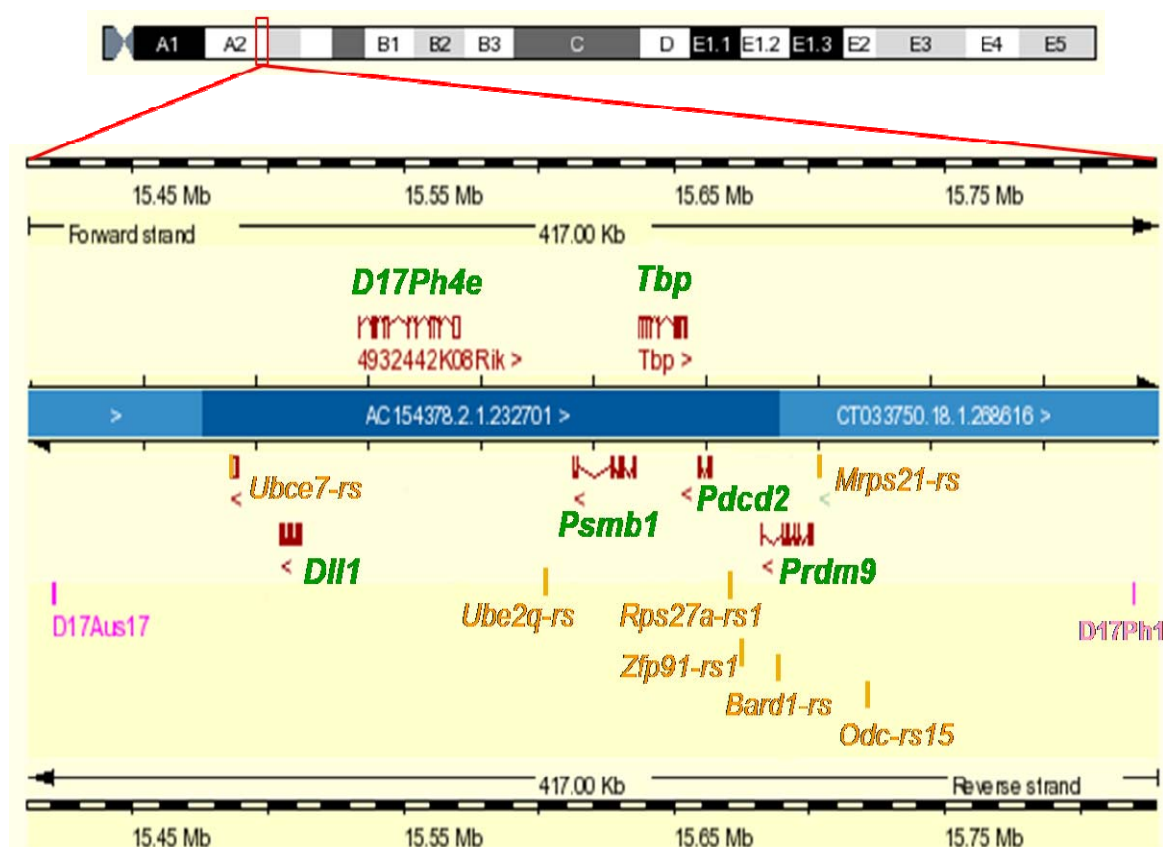 A1 A2 B1 B2 B3 C D E1.1 E1.2 E1.3 E2 E3 E4 E5
15.45 Mb 15.55 Mb 15.65 Mb 15.75 Mb
Forward strand 417.00 Kb
D17Ph4e Tbp
4932442K08Rik > Tbp >
> AC154378.2.1.232701 > CT033750.18.1.268616 >
Ubce7-rs Mrps21-rs
< < < <
Psmb1 Pdcd2
< Dll1 < Prdm9
D17Aus17 Ube2q-rs Rps27a-rs1 D17Ph1
Zfp91-rs1
Bard1-rs
Odc-rs15
417.00 Kb Reverse strand
15.45 Mb 15.55 Mb 15.65 Mb 15.75 Mb